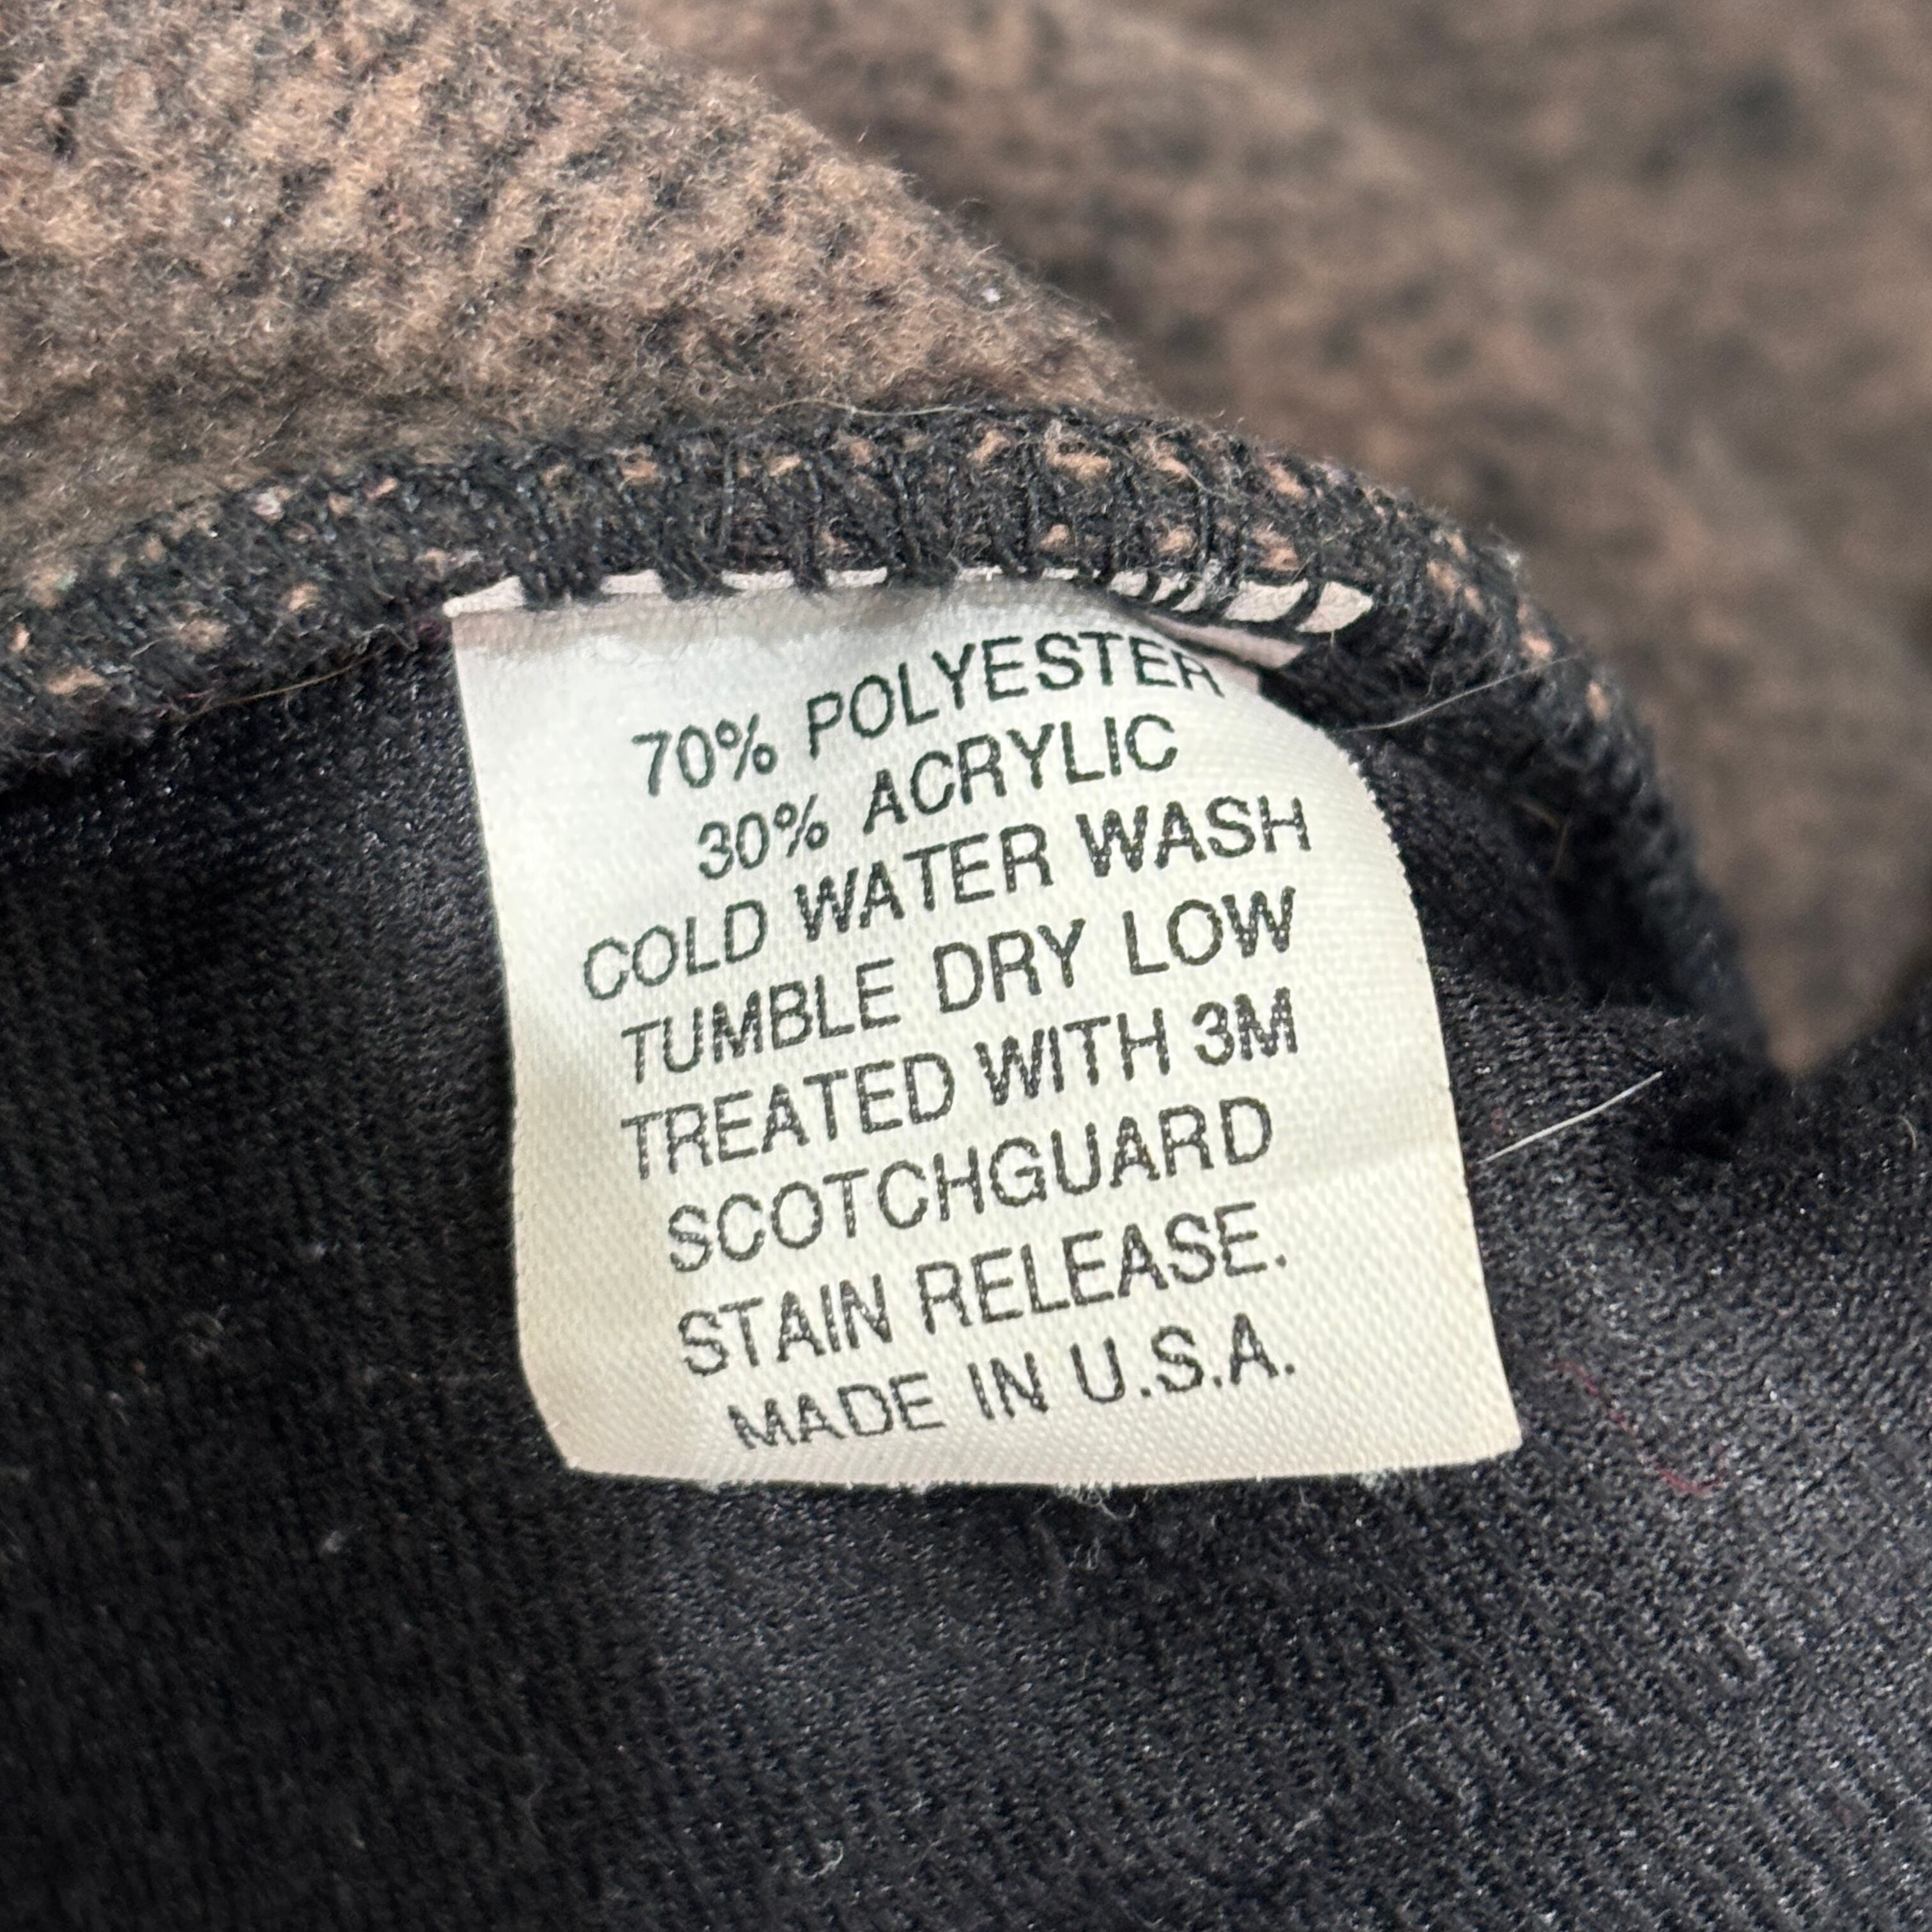 70% POLYESTER
30% ACRYLIC
COLD WATER WASH
TUMBLE DRY LOW
TREATED WITH 3M
SCOTCHGUARD
STAIN RELEASE.
MADE IN U.S.A.